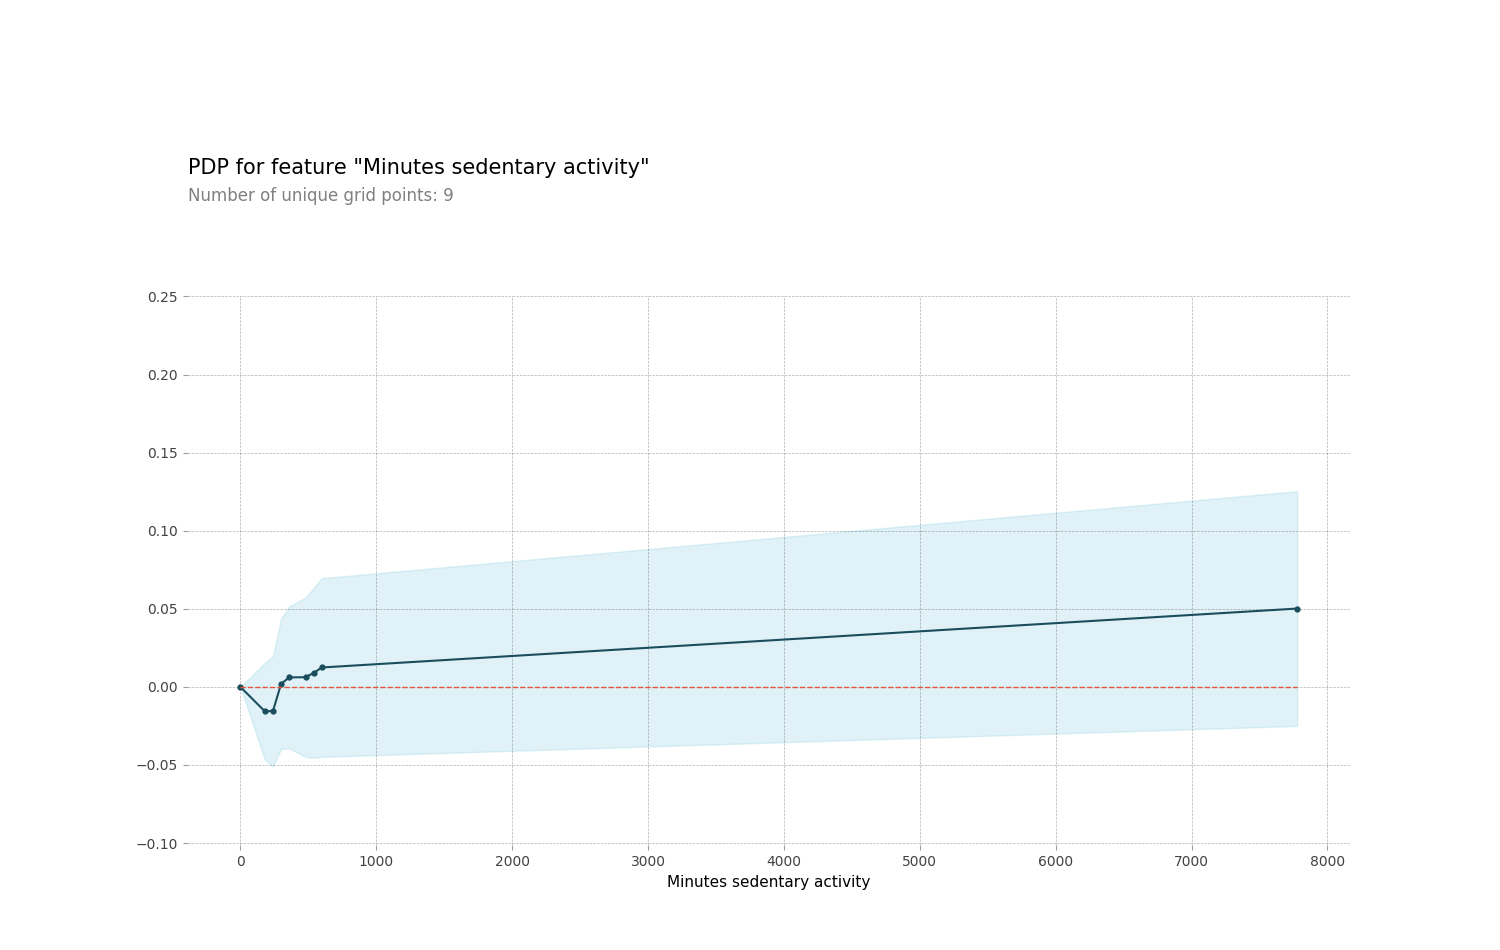 PDP for feature "Minutes sedentary activity"
Number of unique grid points: 9
0.25
0.20
0.15
0.10
0.05
0.00
−0.05
−0.10
0 1000 2000 3000 4000 5000 6000 7000 8000
Minutes sedentary activity